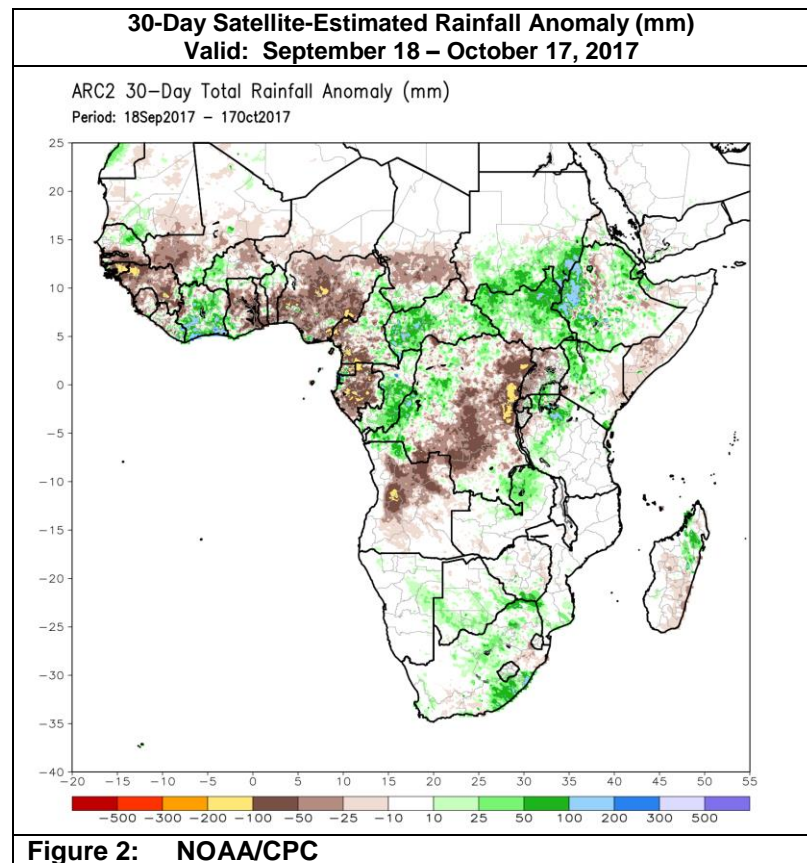 30-Day Satellite-Estimated Rainfall Anomaly (mm)
Valid: September 18 – October 17, 2017
ARC2 30-Day Total Rainfall Anomaly (mm)
Period: 18Sep2017 – 17Oct2017
25
20
15
10
5
0
-5
-10
-15
-20
-25
-30
-35
-40
-20 -15 -10 -5 0 5 10 15 20 25 30 35 40 45 50 55
-500 -300 -200 -100 -50 -25 -10 10 25 50 100 200 300 500
Figure 2: NOAA/CPC